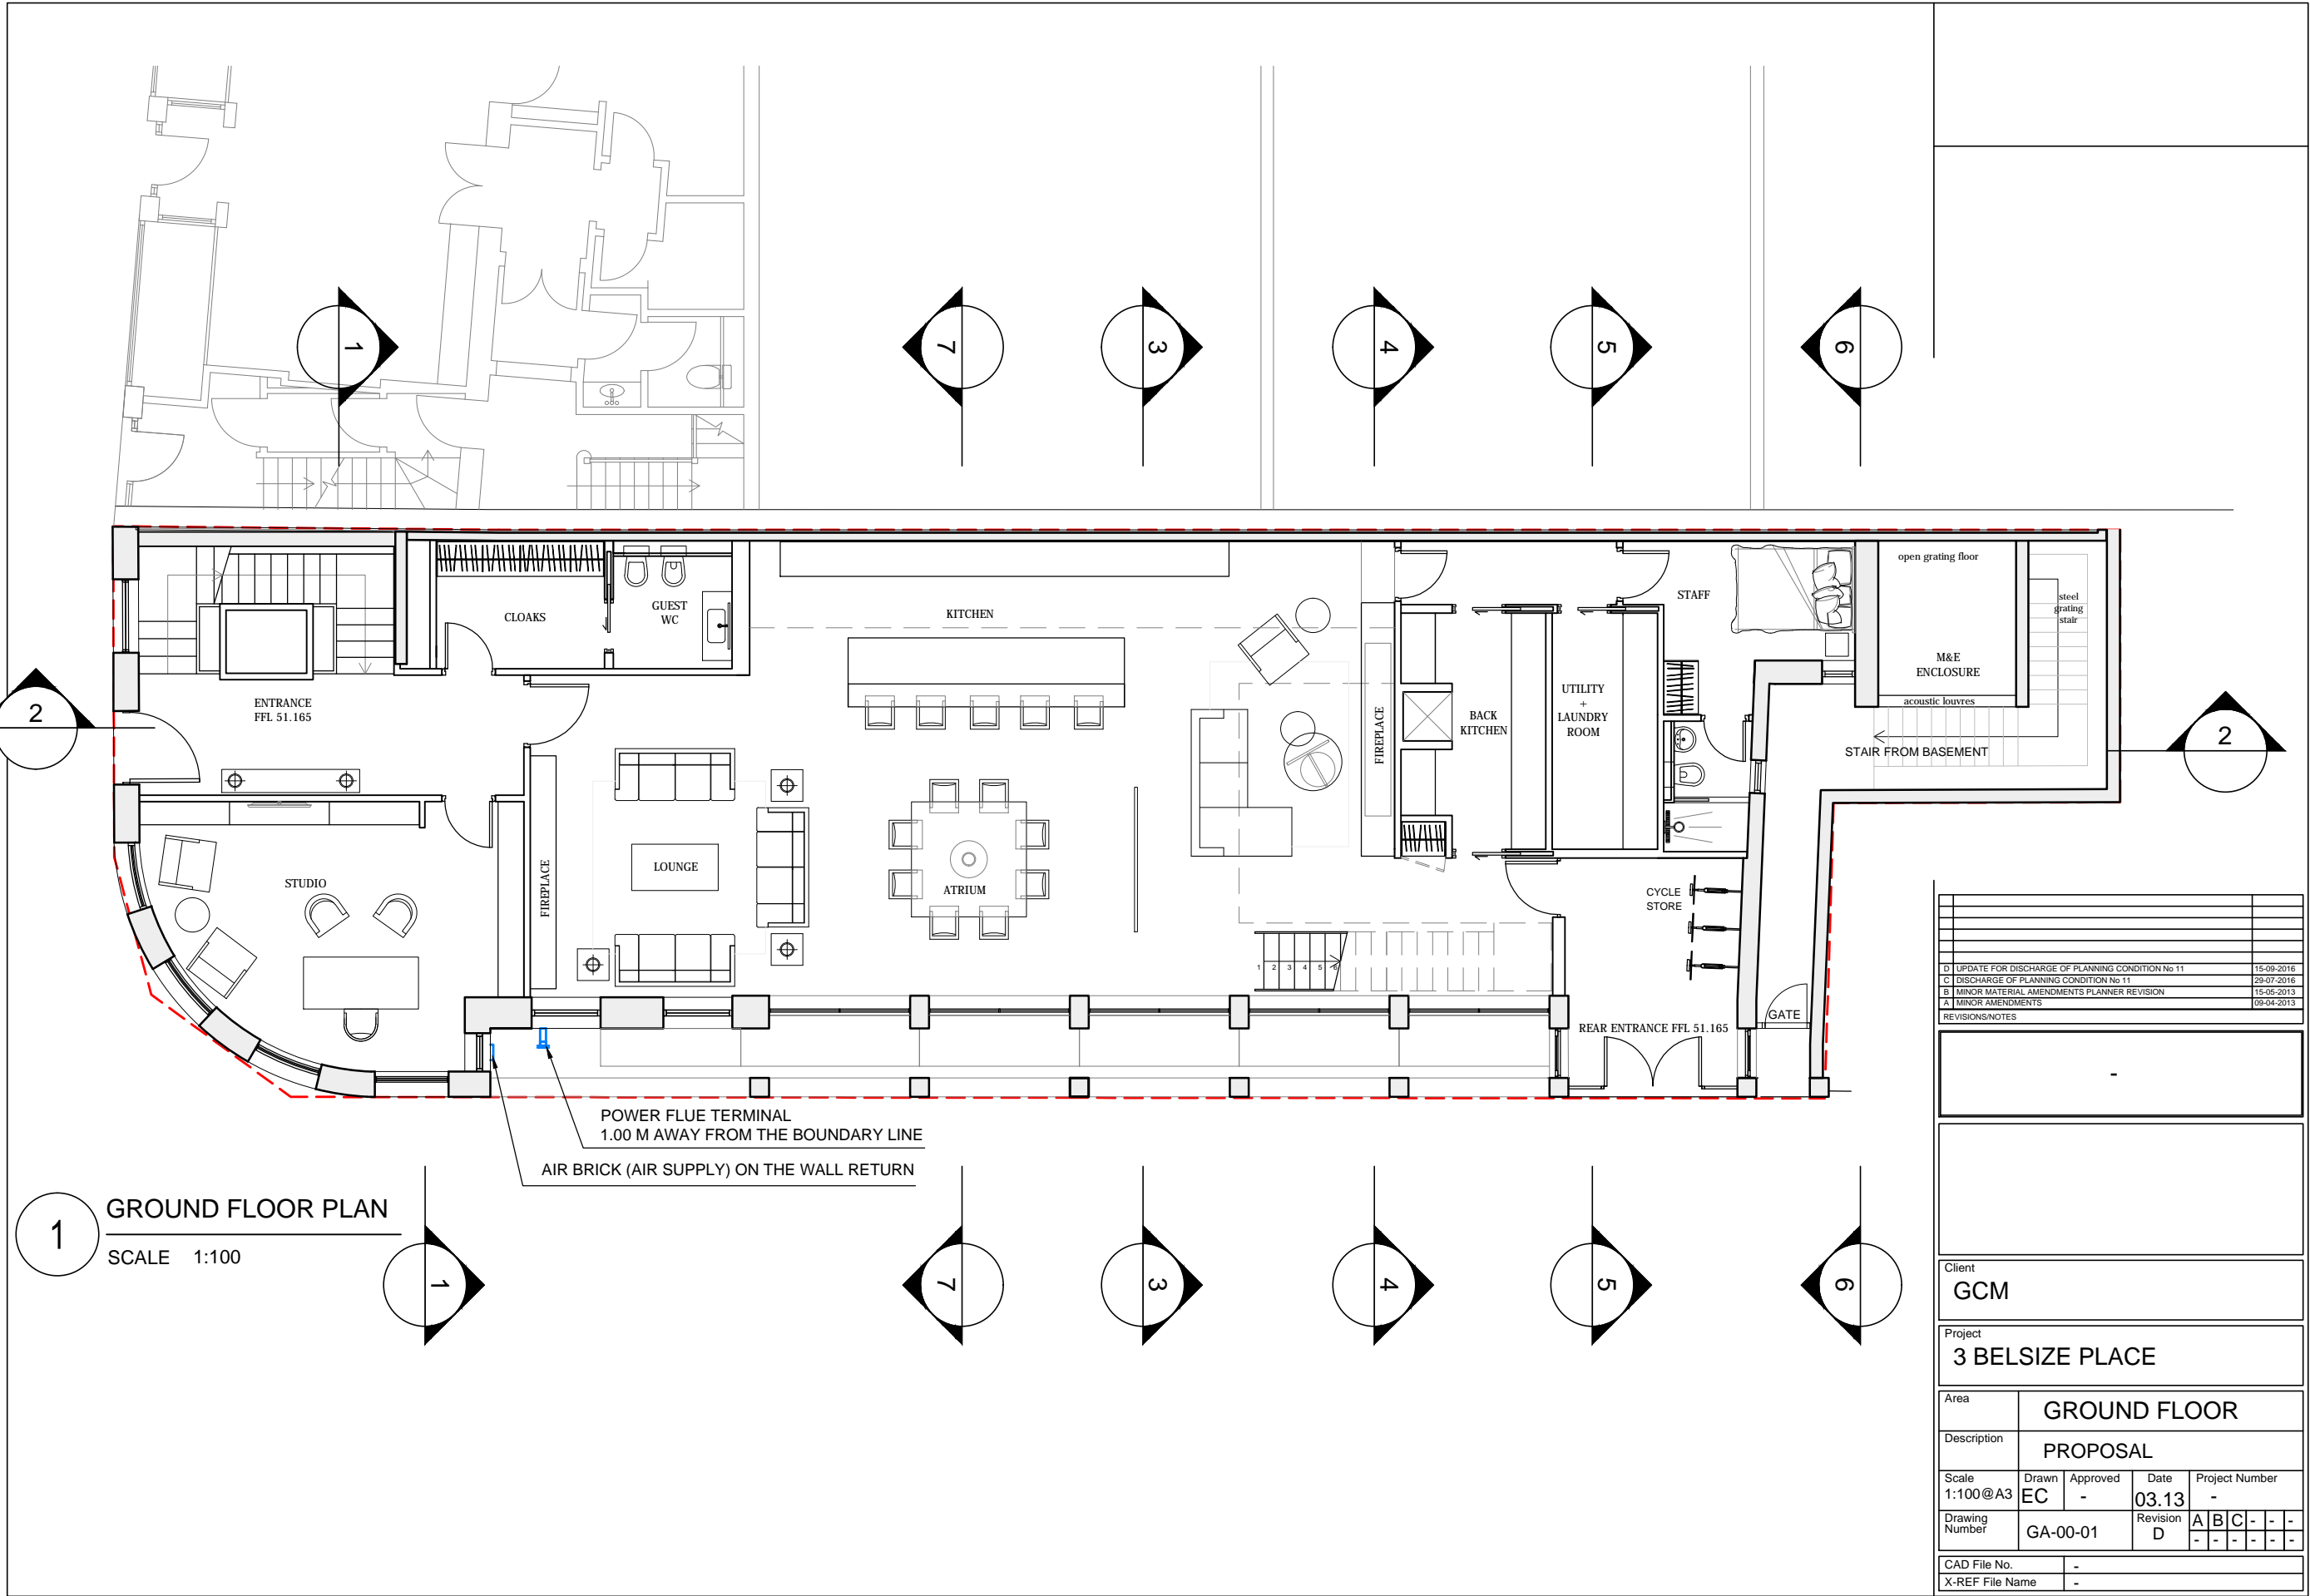 1
7
3
4
5
6
CLOAKS
GUEST
WC
KITCHEN
STAFF
open grating floor
steel
grating
stair
M&E
ENCLOSURE
acoustic louvres
STAIR FROM BASEMENT
ENTRANCE
FFL 51.165
2
2
FIREPLACE
BACK
KITCHEN
UTILITY
+
LAUNDRY
ROOM
STUDIO
FIREPLACE
LOUNGE
ATRIUM
CYCLE
STORE
1 2 3 4 5 6
GATE
REAR ENTRANCE FFL 51.165
POWER FLUE TERMINAL
1.00 M AWAY FROM THE BOUNDARY LINE
AIR BRICK (AIR SUPPLY) ON THE WALL RETURN
1
GROUND FLOOR PLAN
SCALE 1:100
1
7
3
4
5
6
D UPDATE FOR DISCHARGE OF PLANNING CONDITION No 11 15-09-2016
C DISCHARGE OF PLANNING CONDITION No 11 29-07-2016
B MINOR MATERIAL AMENDMENTS PLANNER REVISION 15-05-2013
A MINOR AMENDMENTS 09-04-2013
REVISIONS/NOTES
-
Client
GCM
Project
3 BELSIZE PLACE
Area
GROUND FLOOR
Description
PROPOSAL
Scale Drawn Approved Date Project Number
1:100@A3 EC - 03.13 -
Drawing
Number
GA-00-01
Revision
D
A B C - - -
- - - - - -
CAD File No. -
X-REF File Name -